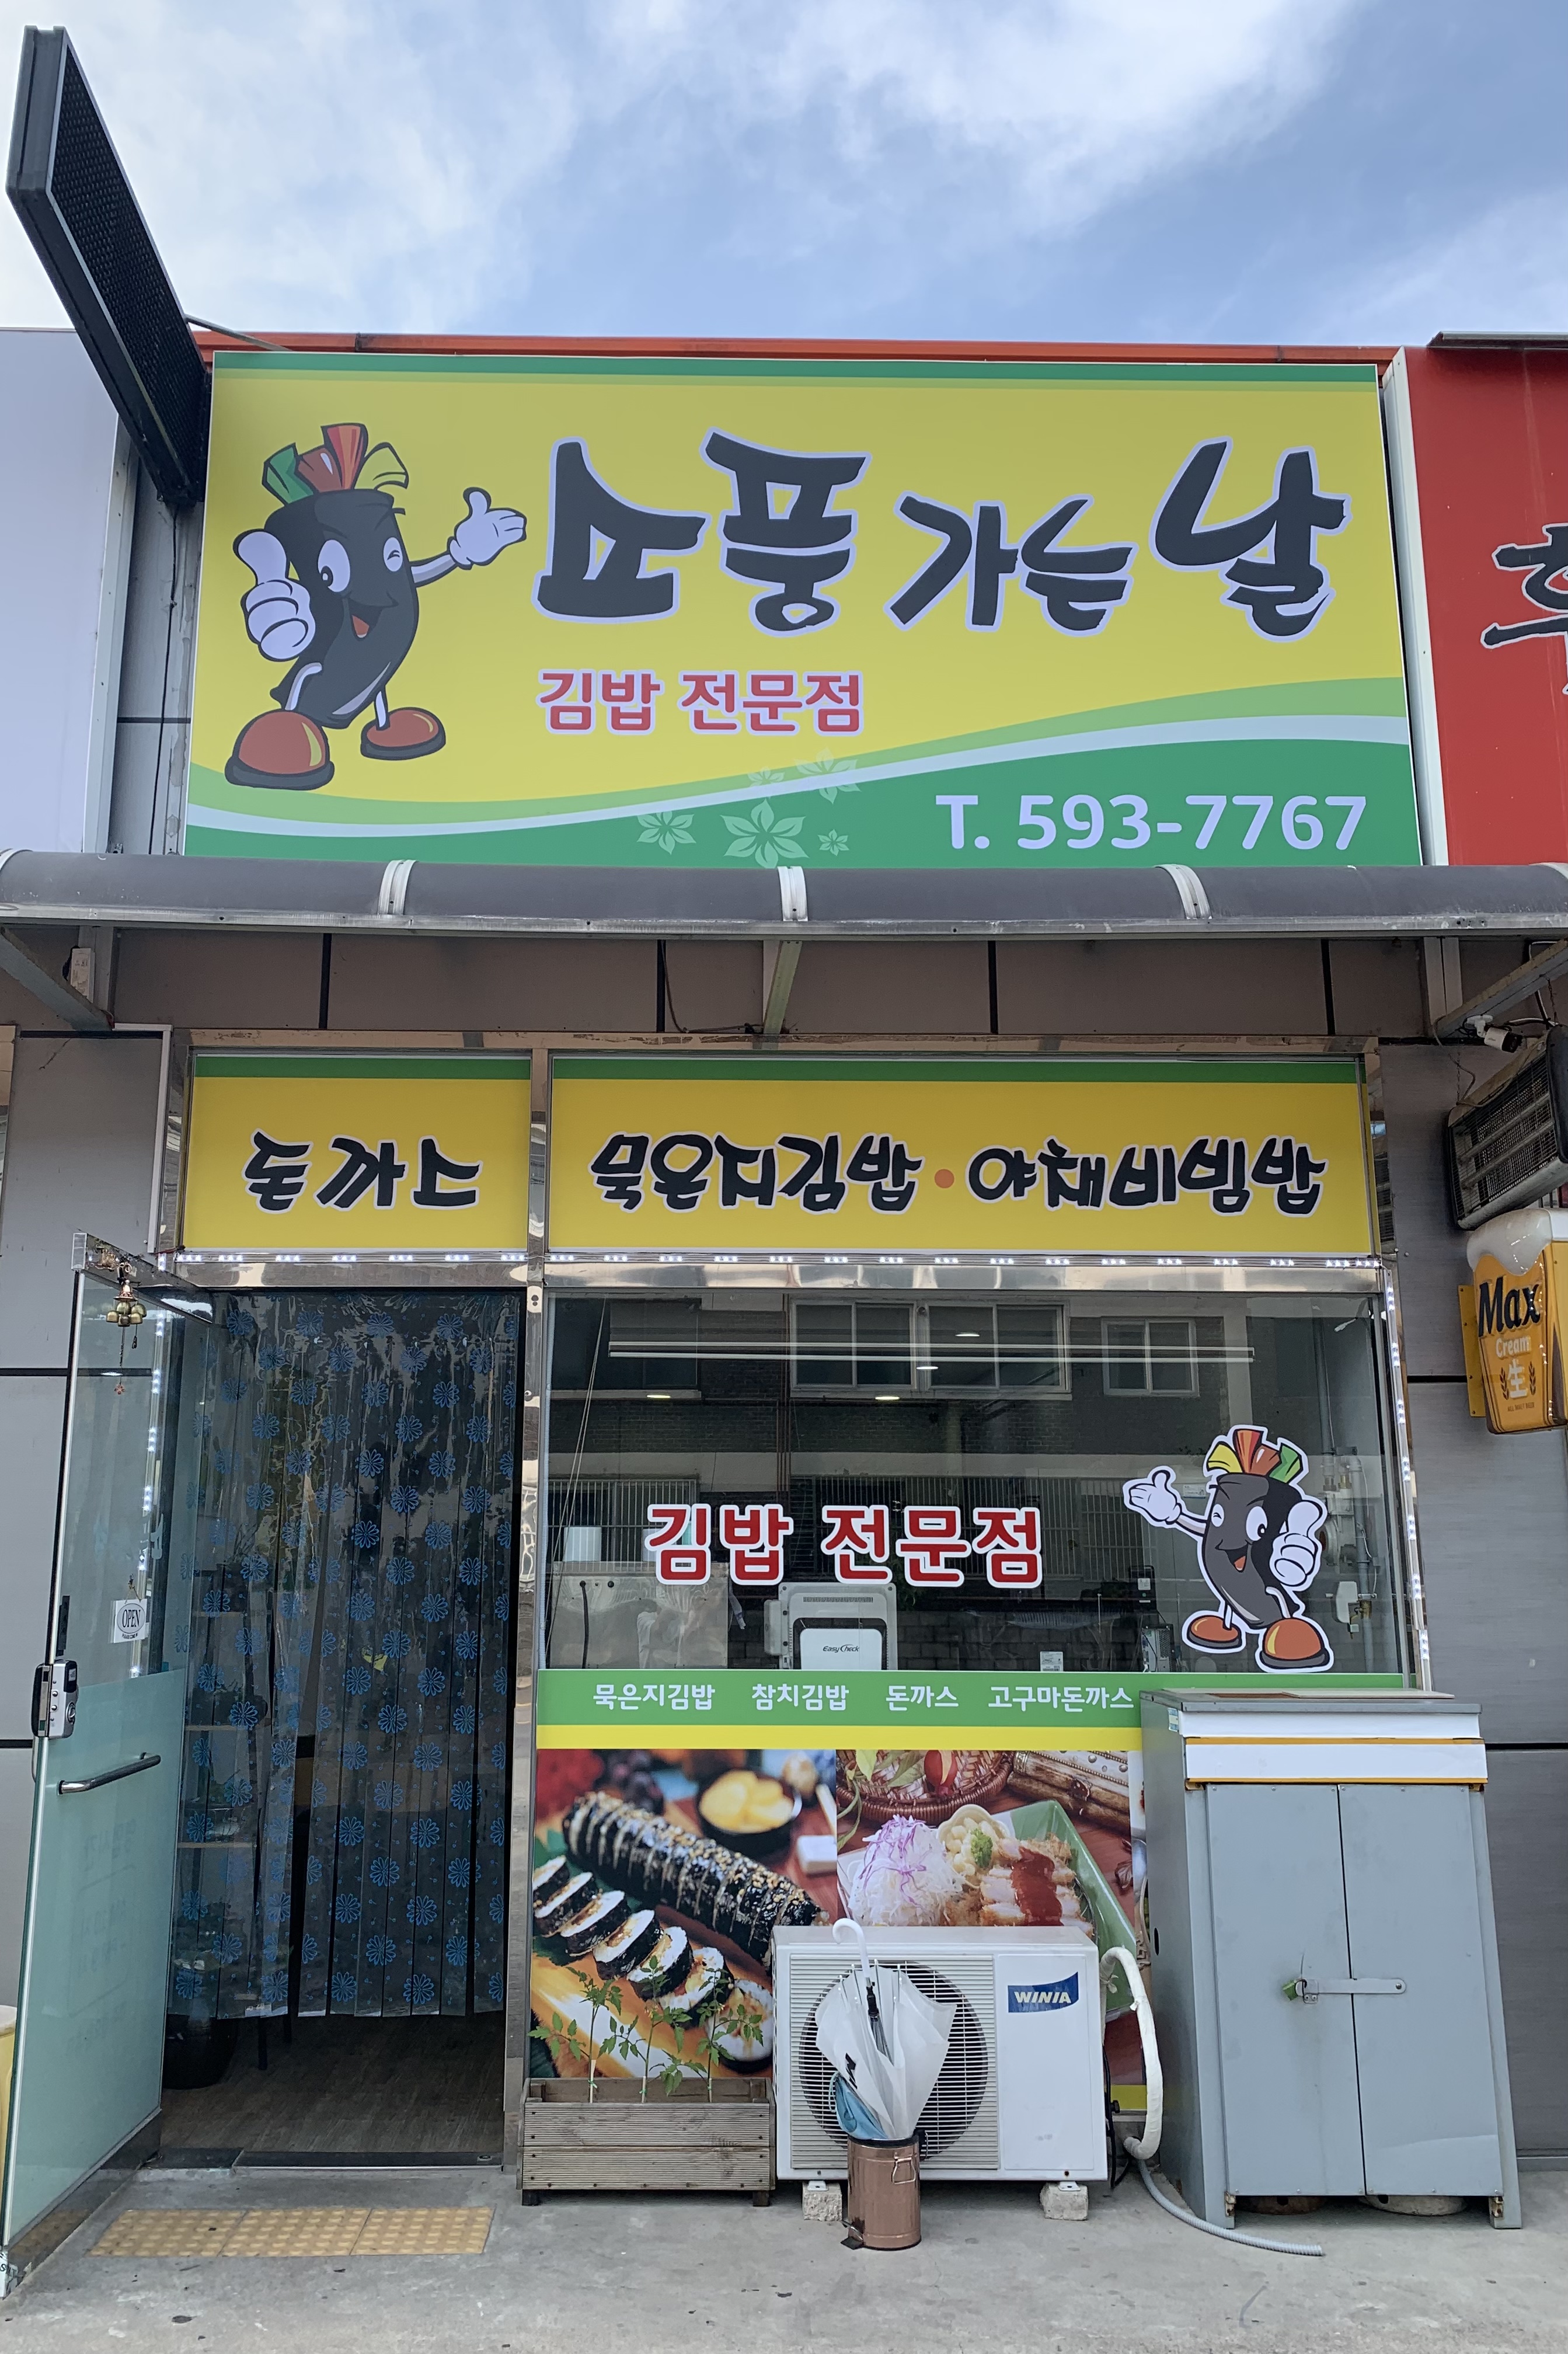 소풍 가는 날
김밥 전문점
T. 593-7767
돈까스
묵은지김밥 • 야채비빔밥
Max
Cream
生
김밥 전문점
OPEN
EasyCheck
묵은지김밥 참치김밥 돈까스 고구마돈까스
WINIA